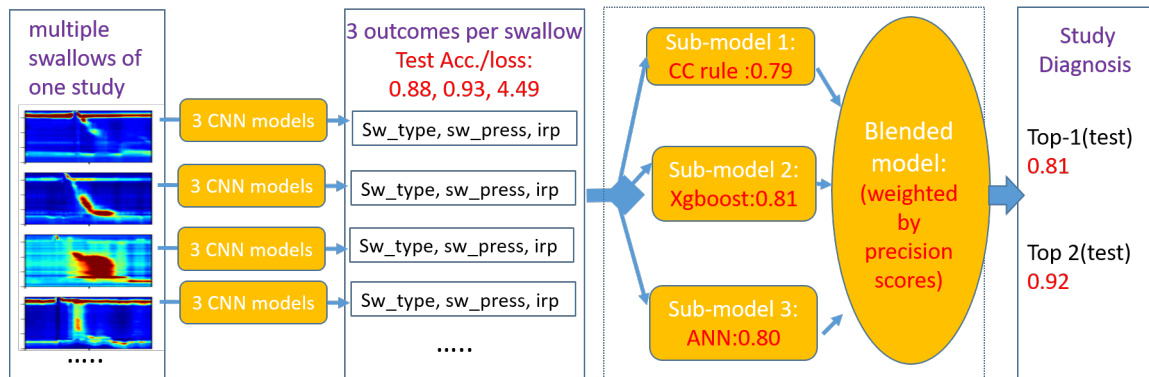 multiple
swallows of
one study
.....
3 CNN models
3 CNN models
3 CNN models
3 CNN models
3 outcomes per swallow
Test Acc./loss:
0.88, 0.93, 4.49
Sw_type, sw_press, irp
Sw_type, sw_press, irp
Sw_type, sw_press, irp
Sw_type, sw_press, irp
.....
Sub-model 1:
CC rule :0.79
Sub-model 2:
Xgboost:0.81
Sub-model 3:
ANN:0.80
Blended
model:
(weighted
by
precision
scores)
Study
Diagnosis
Top-1(test)
0.81
Top 2(test)
0.92